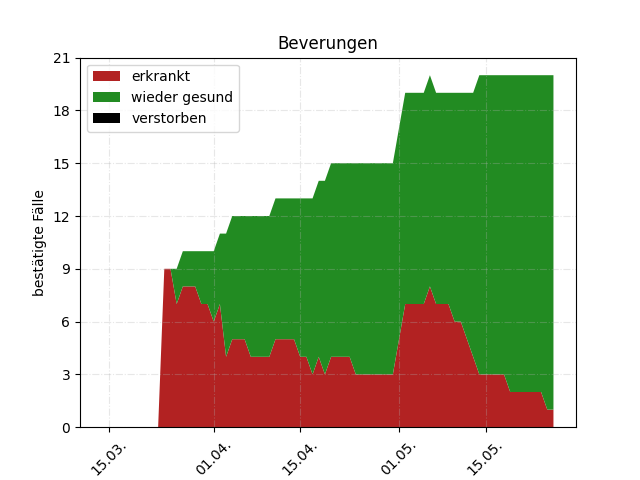 Beverungen
erkrankt
wieder gesund
verstorben
bestätigte Fälle
21
18
15
12
9
6
3
0
15.03.
01.04.
15.04.
01.05.
15.05.